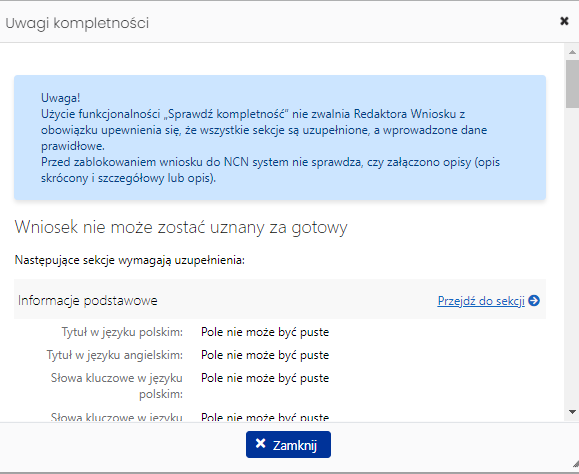 Uwagi kompletności
Uwaga!
Użycie funkcjonalności „Sprawdź kompletność” nie zwalnia Redaktora Wniosku z
obowiązku upewnienia się, że wszystkie sekcje są uzupełnione, a wprowadzone dane
prawidłowe.
Przed zablokowaniem wniosku do NCN system nie sprawdza, czy załączono opisy (opis
skrócony i szczegółowy lub opis).
Wniosek nie może zostać uznany za gotowy
Następujące sekcje wymagają uzupełnienia:
Informacje podstawowe Przejdź do sekcji
Tytuł w języku polskim: Pole nie może być puste
Tytuł w języku angielskim: Pole nie może być puste
Słowa kluczowe w języku Pole nie może być puste
polskim:
Słowa kluczowe w języku Pole nie może być puste
Zamknij